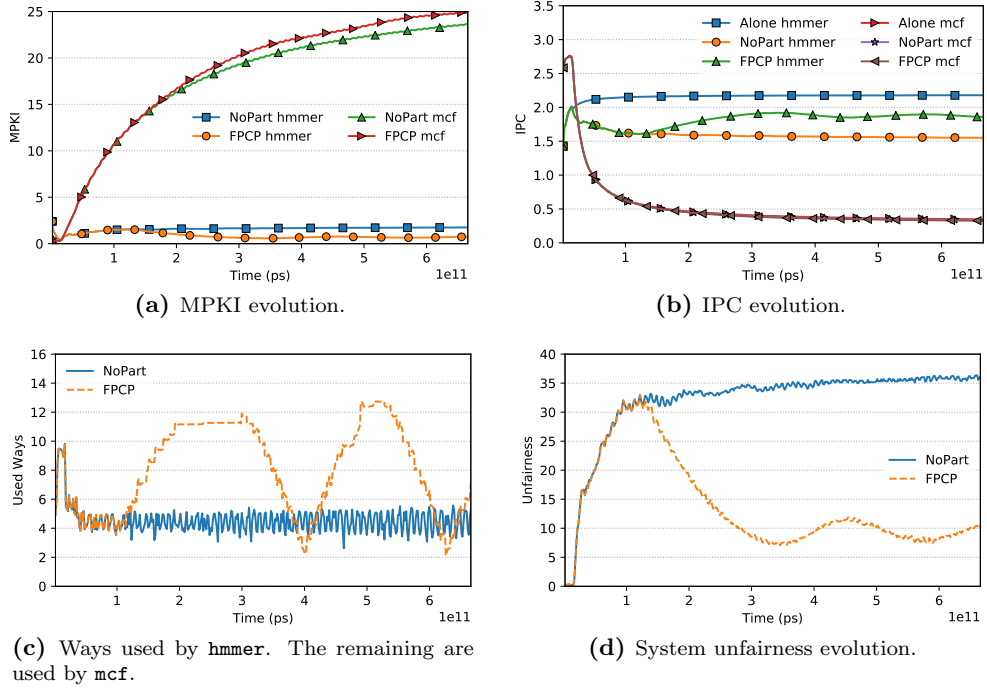 25
20
15
10
5
0
MPKI
NoPart hmmer
FPCP hmmer
NoPart mcf
FPCP mcf
1
2
3
4
5
6
Time (ps)
1e11
(a) MPKI evolution.
3.5
3.0
2.5
2.0
1.5
1.0
0.5
0.0
IPC
Alone hmmer
NoPart hmmer
FPCP hmmer
Alone mcf
NoPart mcf
FPCP mcf
1
2
3
4
5
6
Time (ps)
1e11
(b) IPC evolution.
16
14
12
10
8
6
4
2
0
Used Ways
NoPart
FPCP
1
2
3
4
5
6
Time (ps)
1e11
(c) Ways used by hmmer. The remaining are
used by mcf.
40
35
30
25
20
15
10
5
0
Unfairness
NoPart
FPCP
1
2
3
4
5
6
Time (ps)
1e11
(d) System unfairness evolution.